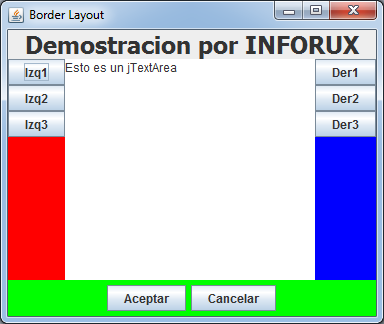 Border Layout
Demostracion por INFORUX
Izq1
Esto es un jTextArea
Der1
Izq2
Der2
Izq3
Der3
Aceptar
Cancelar